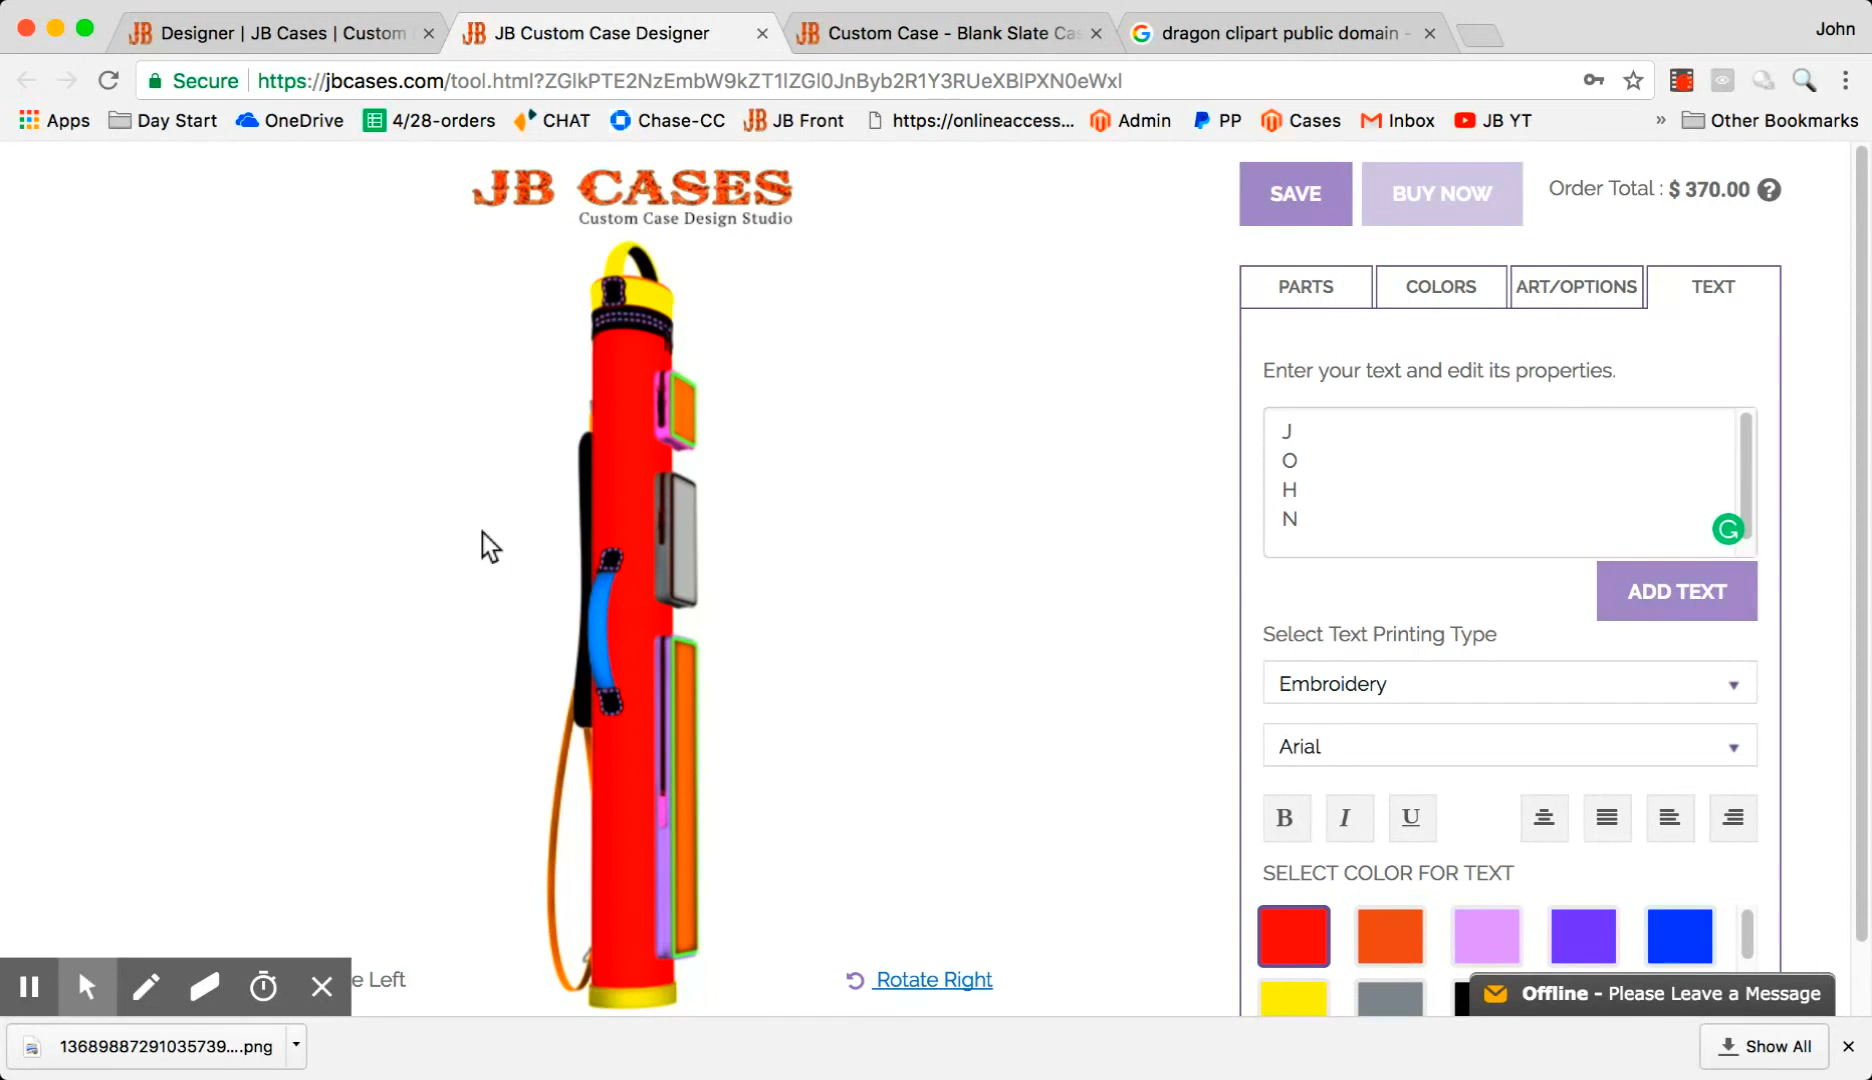 Designer | JB Cases | Custom
JB Custom Case Designer
Custom Case - Blank Slate Cas
dragon clipart public domain -
John
Secure
https://jbcases.com/tool.html?ZGlkPTE2NzEmbW9kZT1lZGl0JnByb2R1Y3RUeXBlPXN0eWxl
Apps
Day Start
OneDrive
4/28-orders
CHAT
Chase-CC
JB Front
https://onlineaccess...
Admin
PP
Cases
Inbox
JB YT
»
Other Bookmarks
JB CASES
Custom Case Design Studio
SAVE
BUY NOW
Order Total : $ 370.00
PARTS
COLORS
ART/OPTIONS
TEXT
Enter your text and edit its properties.
J
O
H
N
ADD TEXT
Select Text Printing Type
Embroidery
Arial
B
I
U
SELECT COLOR FOR TEXT
e Left
Rotate Right
Offline - Please Leave a Message
13689887291035739....png
Show All